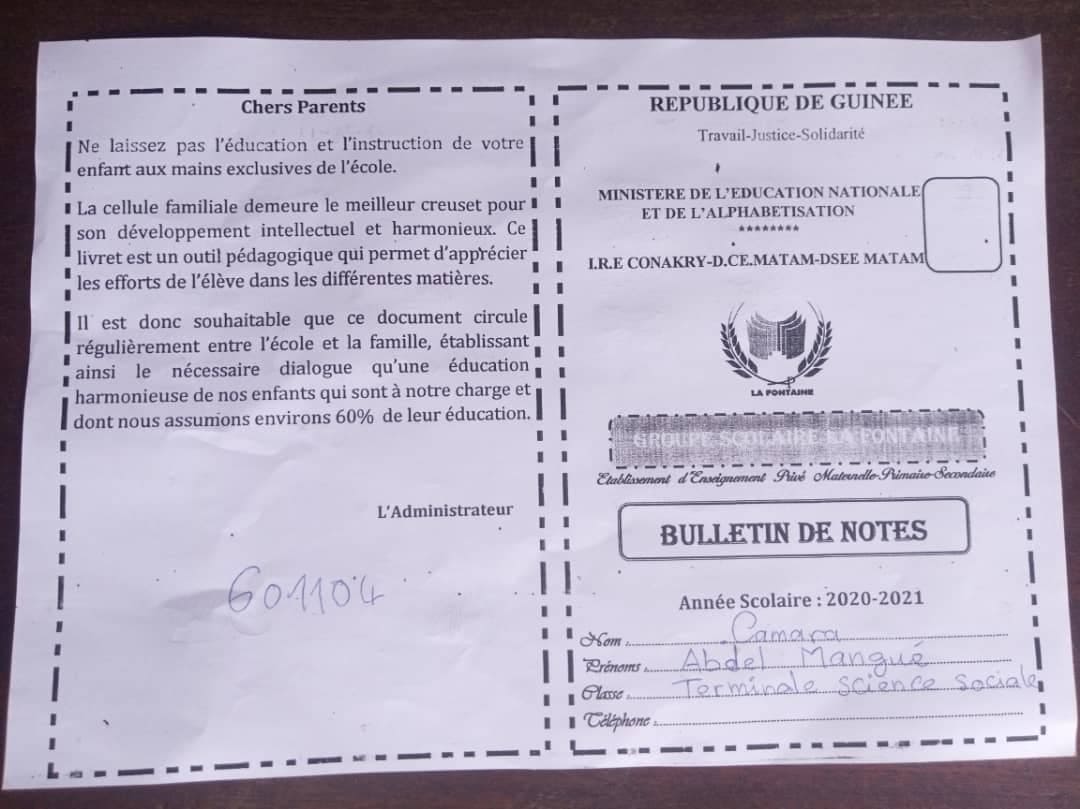 Chers Parents
Ne laissez pas l'éducation et l'instruction de votre
enfant aux mains exclusives de l'école.
La cellule familiale demeure le meilleur creuset pour
son développement intellectuel et harmonieux. Ce
livret est un outil pédagogique qui permet d'apprécier
les efforts de l'élève dans les différentes matières.
Il est donc souhaitable que ce document circule
régulièrement entre l'école et la famille, établissant
ainsi le nécessaire dialogue qu'une éducation
harmonieuse de nos enfants qui sont à notre charge et
dont nous assumions environs 60% de leur éducation.
L'Administrateur
601104
REPUBLIQUE DE GUINEE
Travail-Justice-Solidarité
MINISTERE DE L'EDUCATION NATIONALE
ET DE L'ALPHABETISATION
********
I.R.E CONAKRY-D.CE.MATAM-DSEE MATAM
LA FONTAINE
GROUPE SCOLAIRE LA FONTAINE
Etablissement d'Enseignement Privé Maternelle-Primaire-Secondaire
BULLETIN DE NOTES
Année Scolaire : 2020-2021
Nom Camara
Prénoms Abdel Mangué
Classe Terminale science sociale
Téléphone